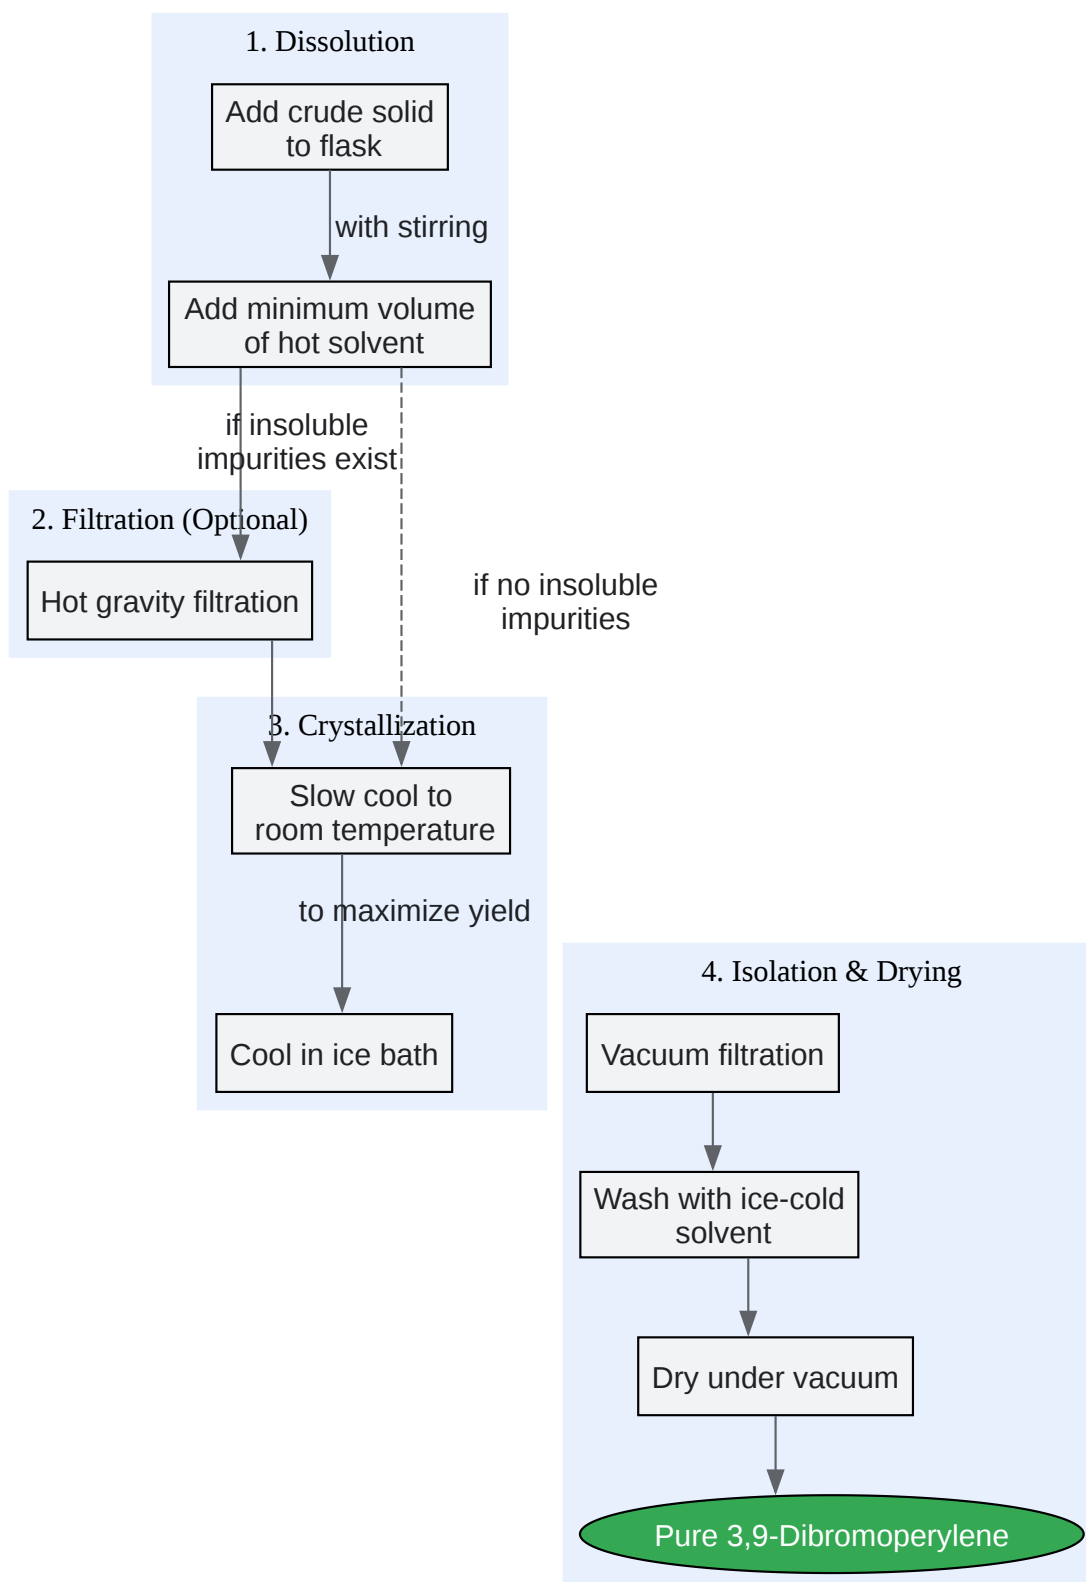 1. Dissolution
Add crude solid
to flask
with stirring
Add minimum volume
of hot solvent
if insoluble
impurities exist
2. Filtration (Optional)
Hot gravity filtration
if no insoluble
impurities
3. Crystallization
Slow cool to
room temperature
to maximize yield
Cool in ice bath
4. Isolation & Drying
Vacuum filtration
Wash with ice-cold
solvent
Dry under vacuum
Pure 3,9-Dibromoperylene